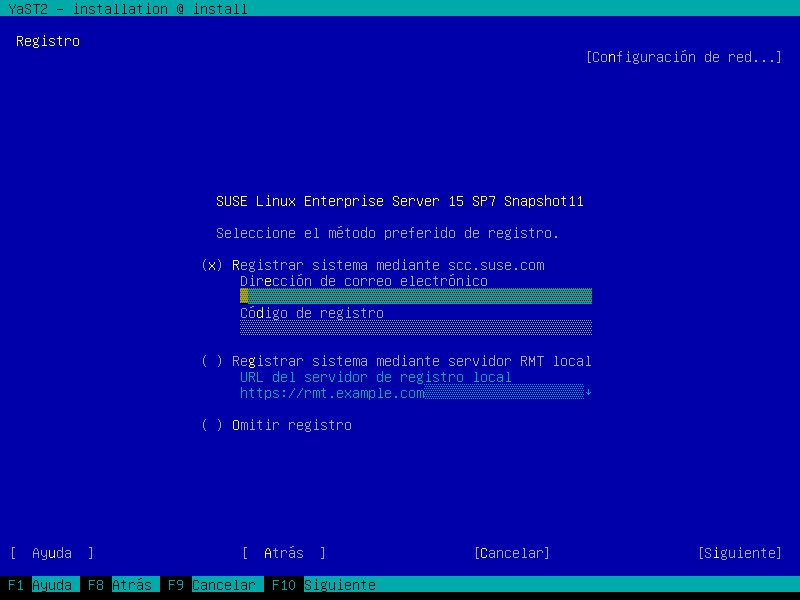 YaST2 - installation @ install
Registro
[Configuración de red...]
SUSE Linux Enterprise Server 15 SP7 Snapshot11
Seleccione el método preferido de registro.
(x) Registrar sistema mediante scc.suse.com
Dirección de correo electrónico
Código de registro
( ) Registrar sistema mediante servidor RMT local
URL del servidor de registro local
https://rmt.example.com
( ) Omitir registro
[ Ayuda ] [ Atrás ] [Cancelar] [Siguiente]
F1 Ayuda F8 Atrás F9 Cancelar F10 Siguiente